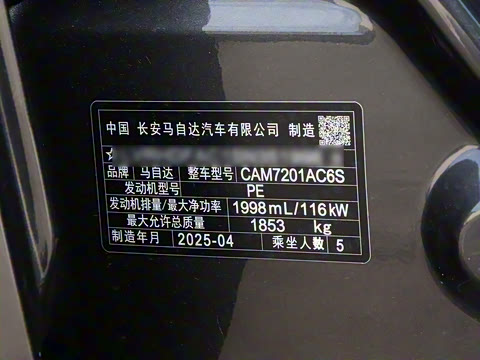 中国 长安马自达汽车有限公司 制造
品牌 马自达 整车型号 CAM7201AC6S
发动机型号 PE
发动机排量/最大净功率 1998mL/116kW
最大允许总质量 1853 kg
制造年月 2025-04 乘坐人数 5